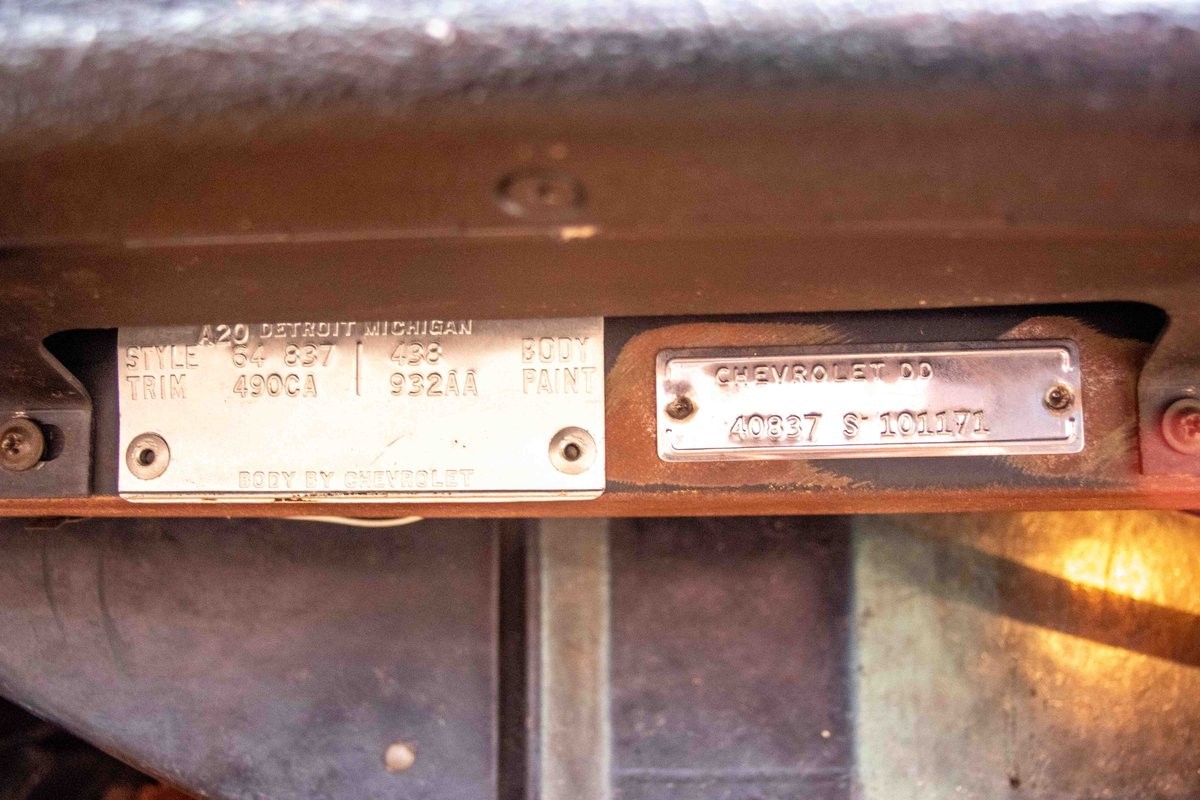 A20 DETROIT MICHIGAN
STYLE 64 837 438 BODY
TRIM 490CA 932AA PAINT
BODY BY CHEVROLET
CHEVROLET DD
40837 S 101171